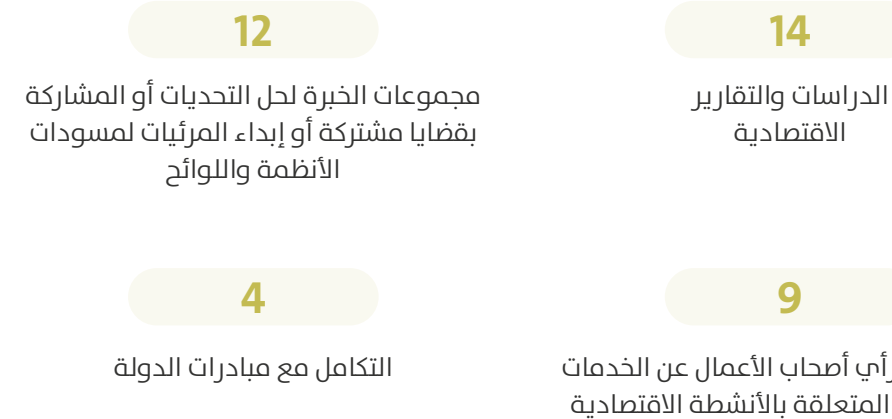 14
الدراسات والتقارير
الاقتصادية
12
مجموعات الخبرة لحل التحديات أو المشاركة
بقضايا مشتركة أو إبداء المرئيات لمسودات
الأنظمة واللوائح
9
رأي أصحاب الأعمال عن الخدمات
المتعلقة بالأنشطة الاقتصادية
4
التكامل مع مبادرات الدولة